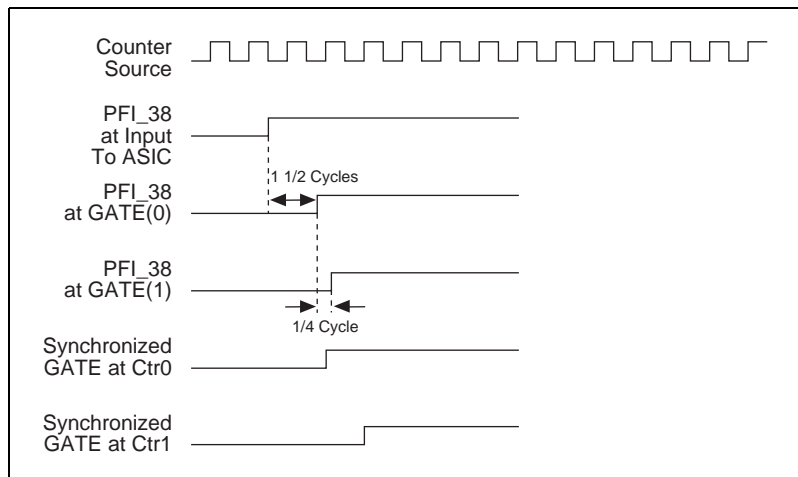 Counter
Source
PFI_38
at Input
To ASIC
1 1/2 Cycles
PFI_38
at GATE(0)
PFI_38
at GATE(1)
1/4 Cycle
Synchronized
GATE at Ctr0
Synchronized
GATE at Ctr1